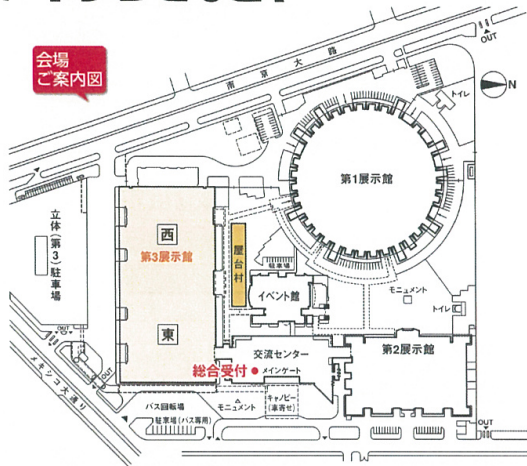 会場
ご案内図
南京大路
OUT
N
トイレ
第1展示館
立体(第3)駐車場
西
第3展示館
東
屋台村
駐車場
イベント館
モニュメント
トイレ
第2展示館
交流センター
総合受付
メインゲート
キャノピー
(車寄せ)
モニュメント
バス回転場
駐車場(バス専用)
OUT
OUT
メキシコ大通り
OUT